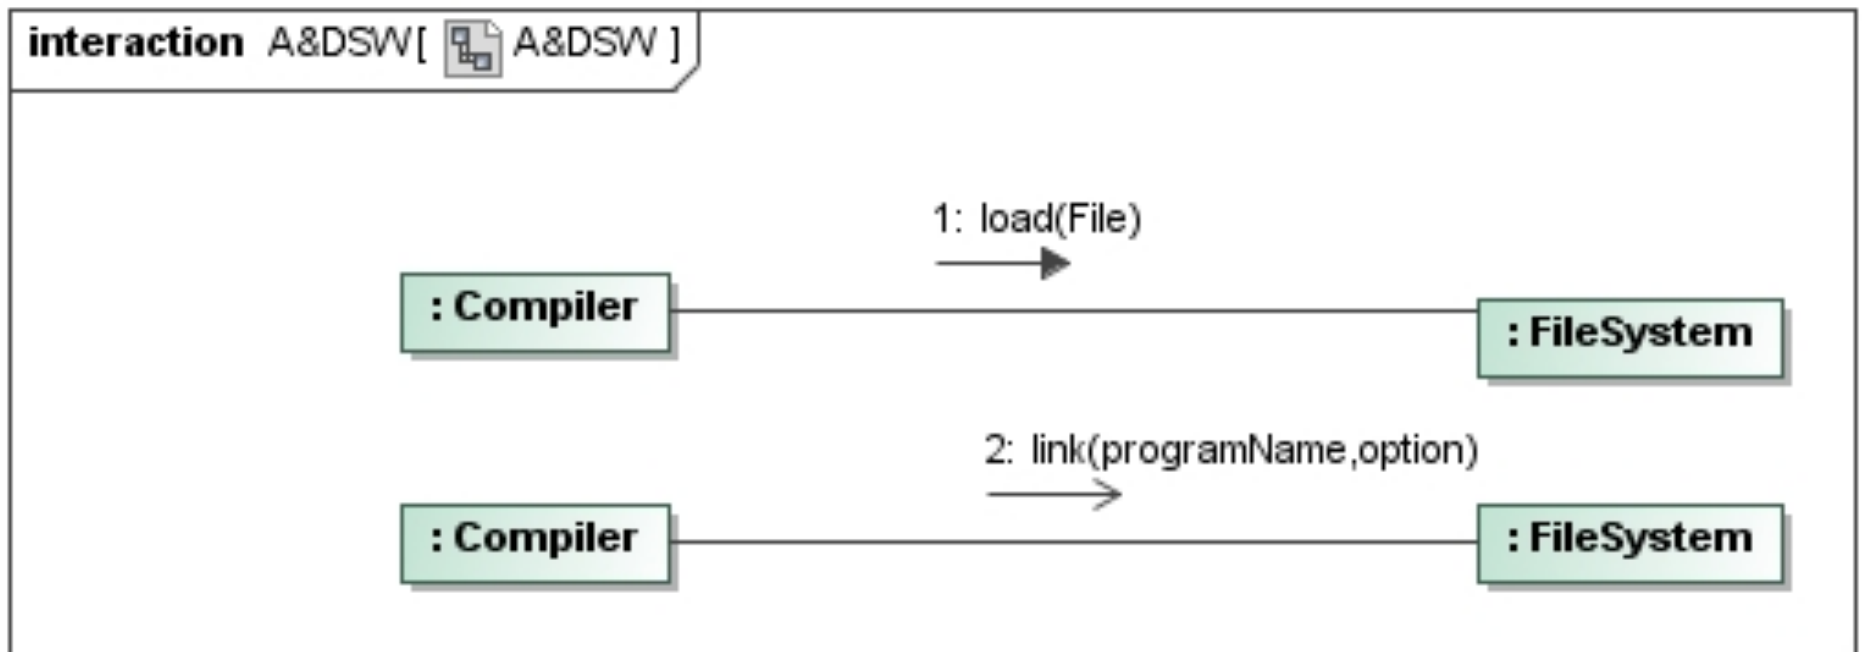 interaction A&DSW[ A&DSW ]
1: load(File)
: Compiler
: FileSystem
2: link(programName,option)
: Compiler
: FileSystem